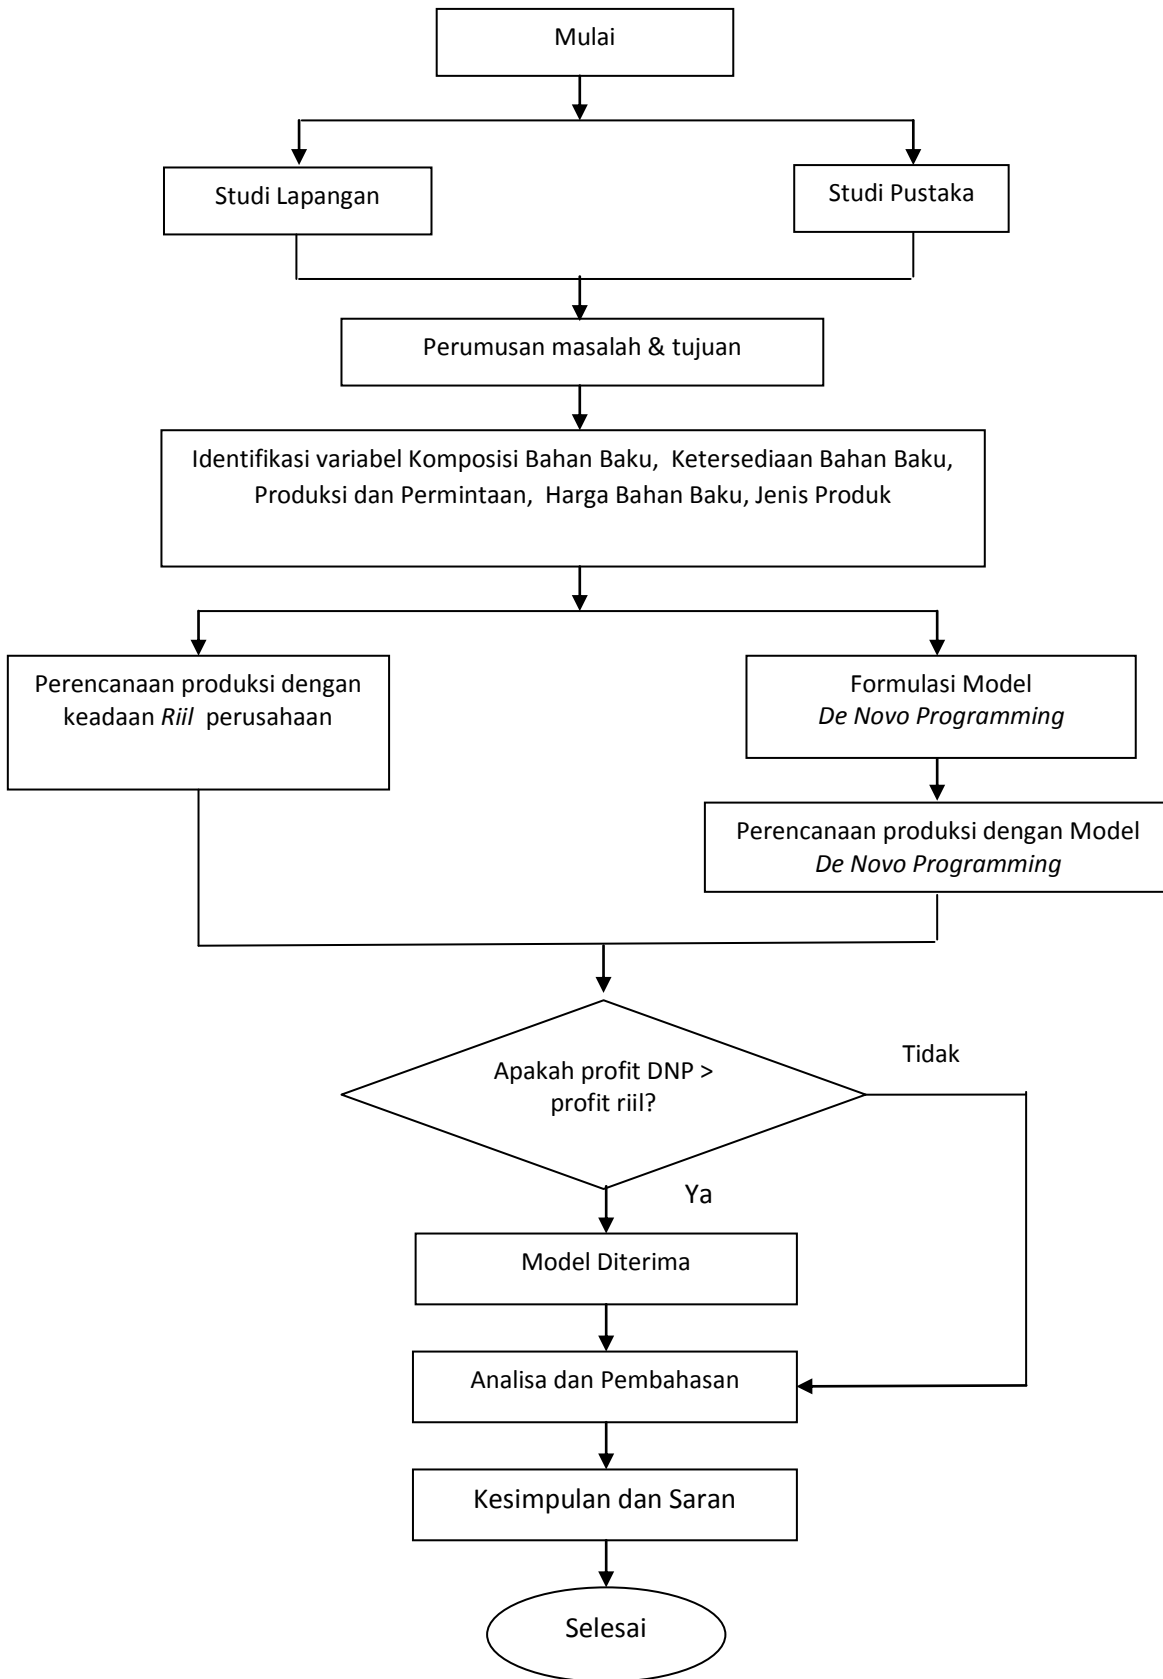 Mulai
Studi Lapangan
Studi Pustaka
Perumusan masalah & tujuan
Identifikasi variabel Komposisi Bahan Baku, Ketersediaan Bahan Baku,
Produksi dan Permintaan, Harga Bahan Baku, Jenis Produk
Perencanaan produksi dengan
keadaan Riil perusahaan
Formulasi Model
De Novo Programming
Perencanaan produksi dengan Model
De Novo Programming
Apakah profit DNP >
profit riil?
Tidak
Ya
Model Diterima
Analisa dan Pembahasan
Kesimpulan dan Saran
Selesai